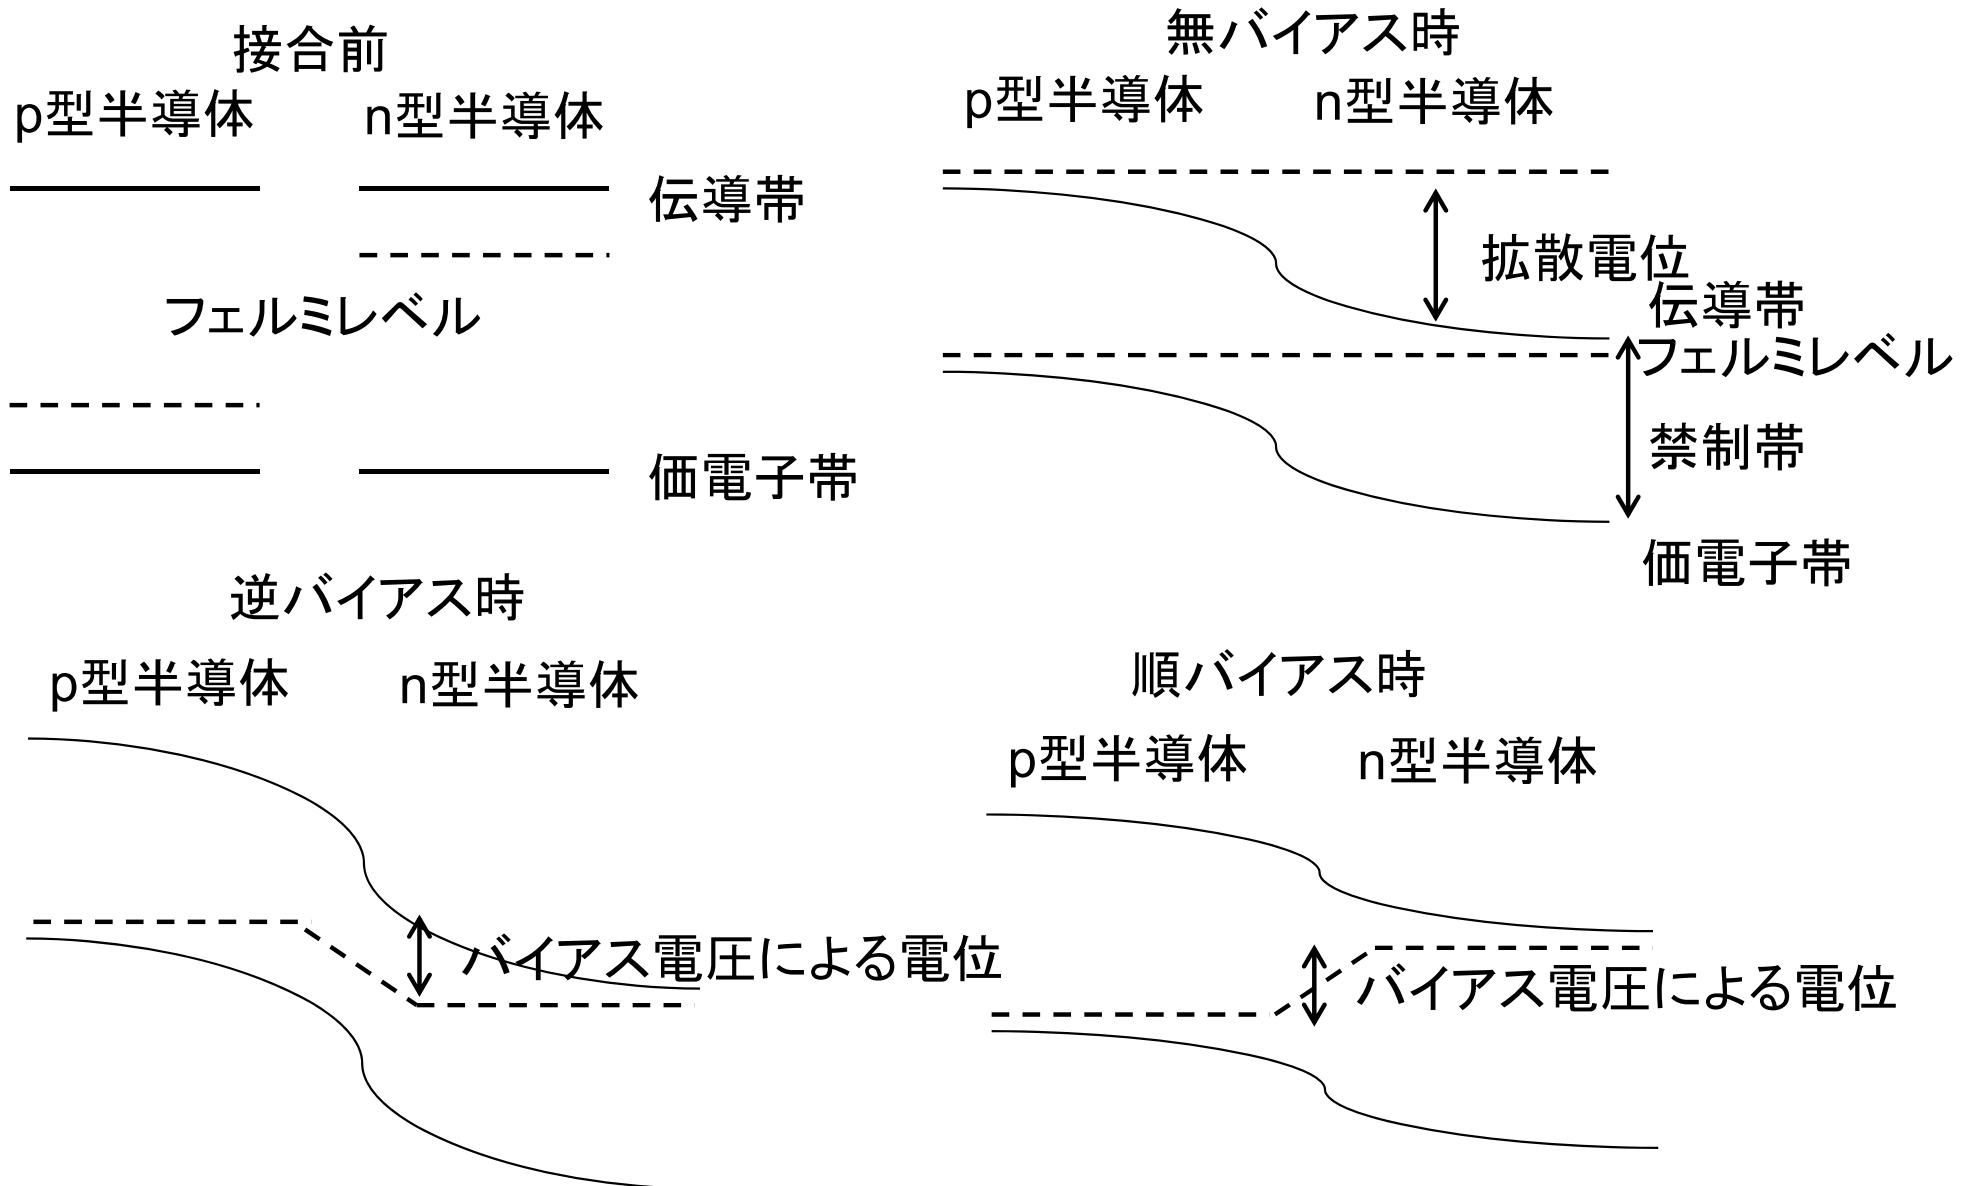 接合前
p型半導体
n型半導体
伝導帯
フェルミレベル
価電子帯
無バイアス時
p型半導体
n型半導体
拡散電位
伝導帯
フェルミレベル
禁制帯
価電子帯
逆バイアス時
p型半導体
n型半導体
バイアス電圧による電位
順バイアス時
p型半導体
n型半導体
バイアス電圧による電位